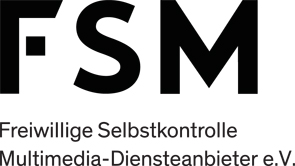 FSM
Freiwillige Selbstkontrolle
Multimedia-Diensteanbieter e.V.